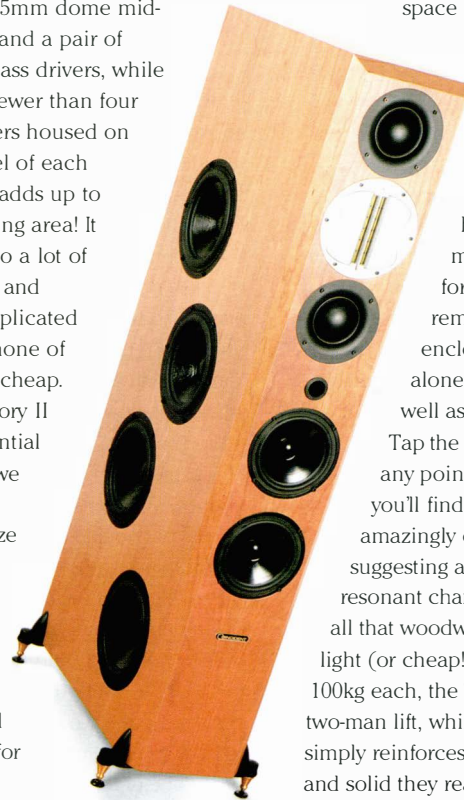 5mm dome mid-
and a pair of
ass drivers, while
ewer than four
ers housed on
el of each
adds up to
ng area! It
o a lot of
and
plicated
none of
cheap.
ory II
ntial
we
ze
l
for
space
l
m
for
rem
enclo
alone
well as
Tap the
any poin
you'll find
amazingly c
suggesting a
resonant char
all that woodw
light (or cheap!
100kg each, the
two-man lift, whi
simply reinforces
and solid they rea